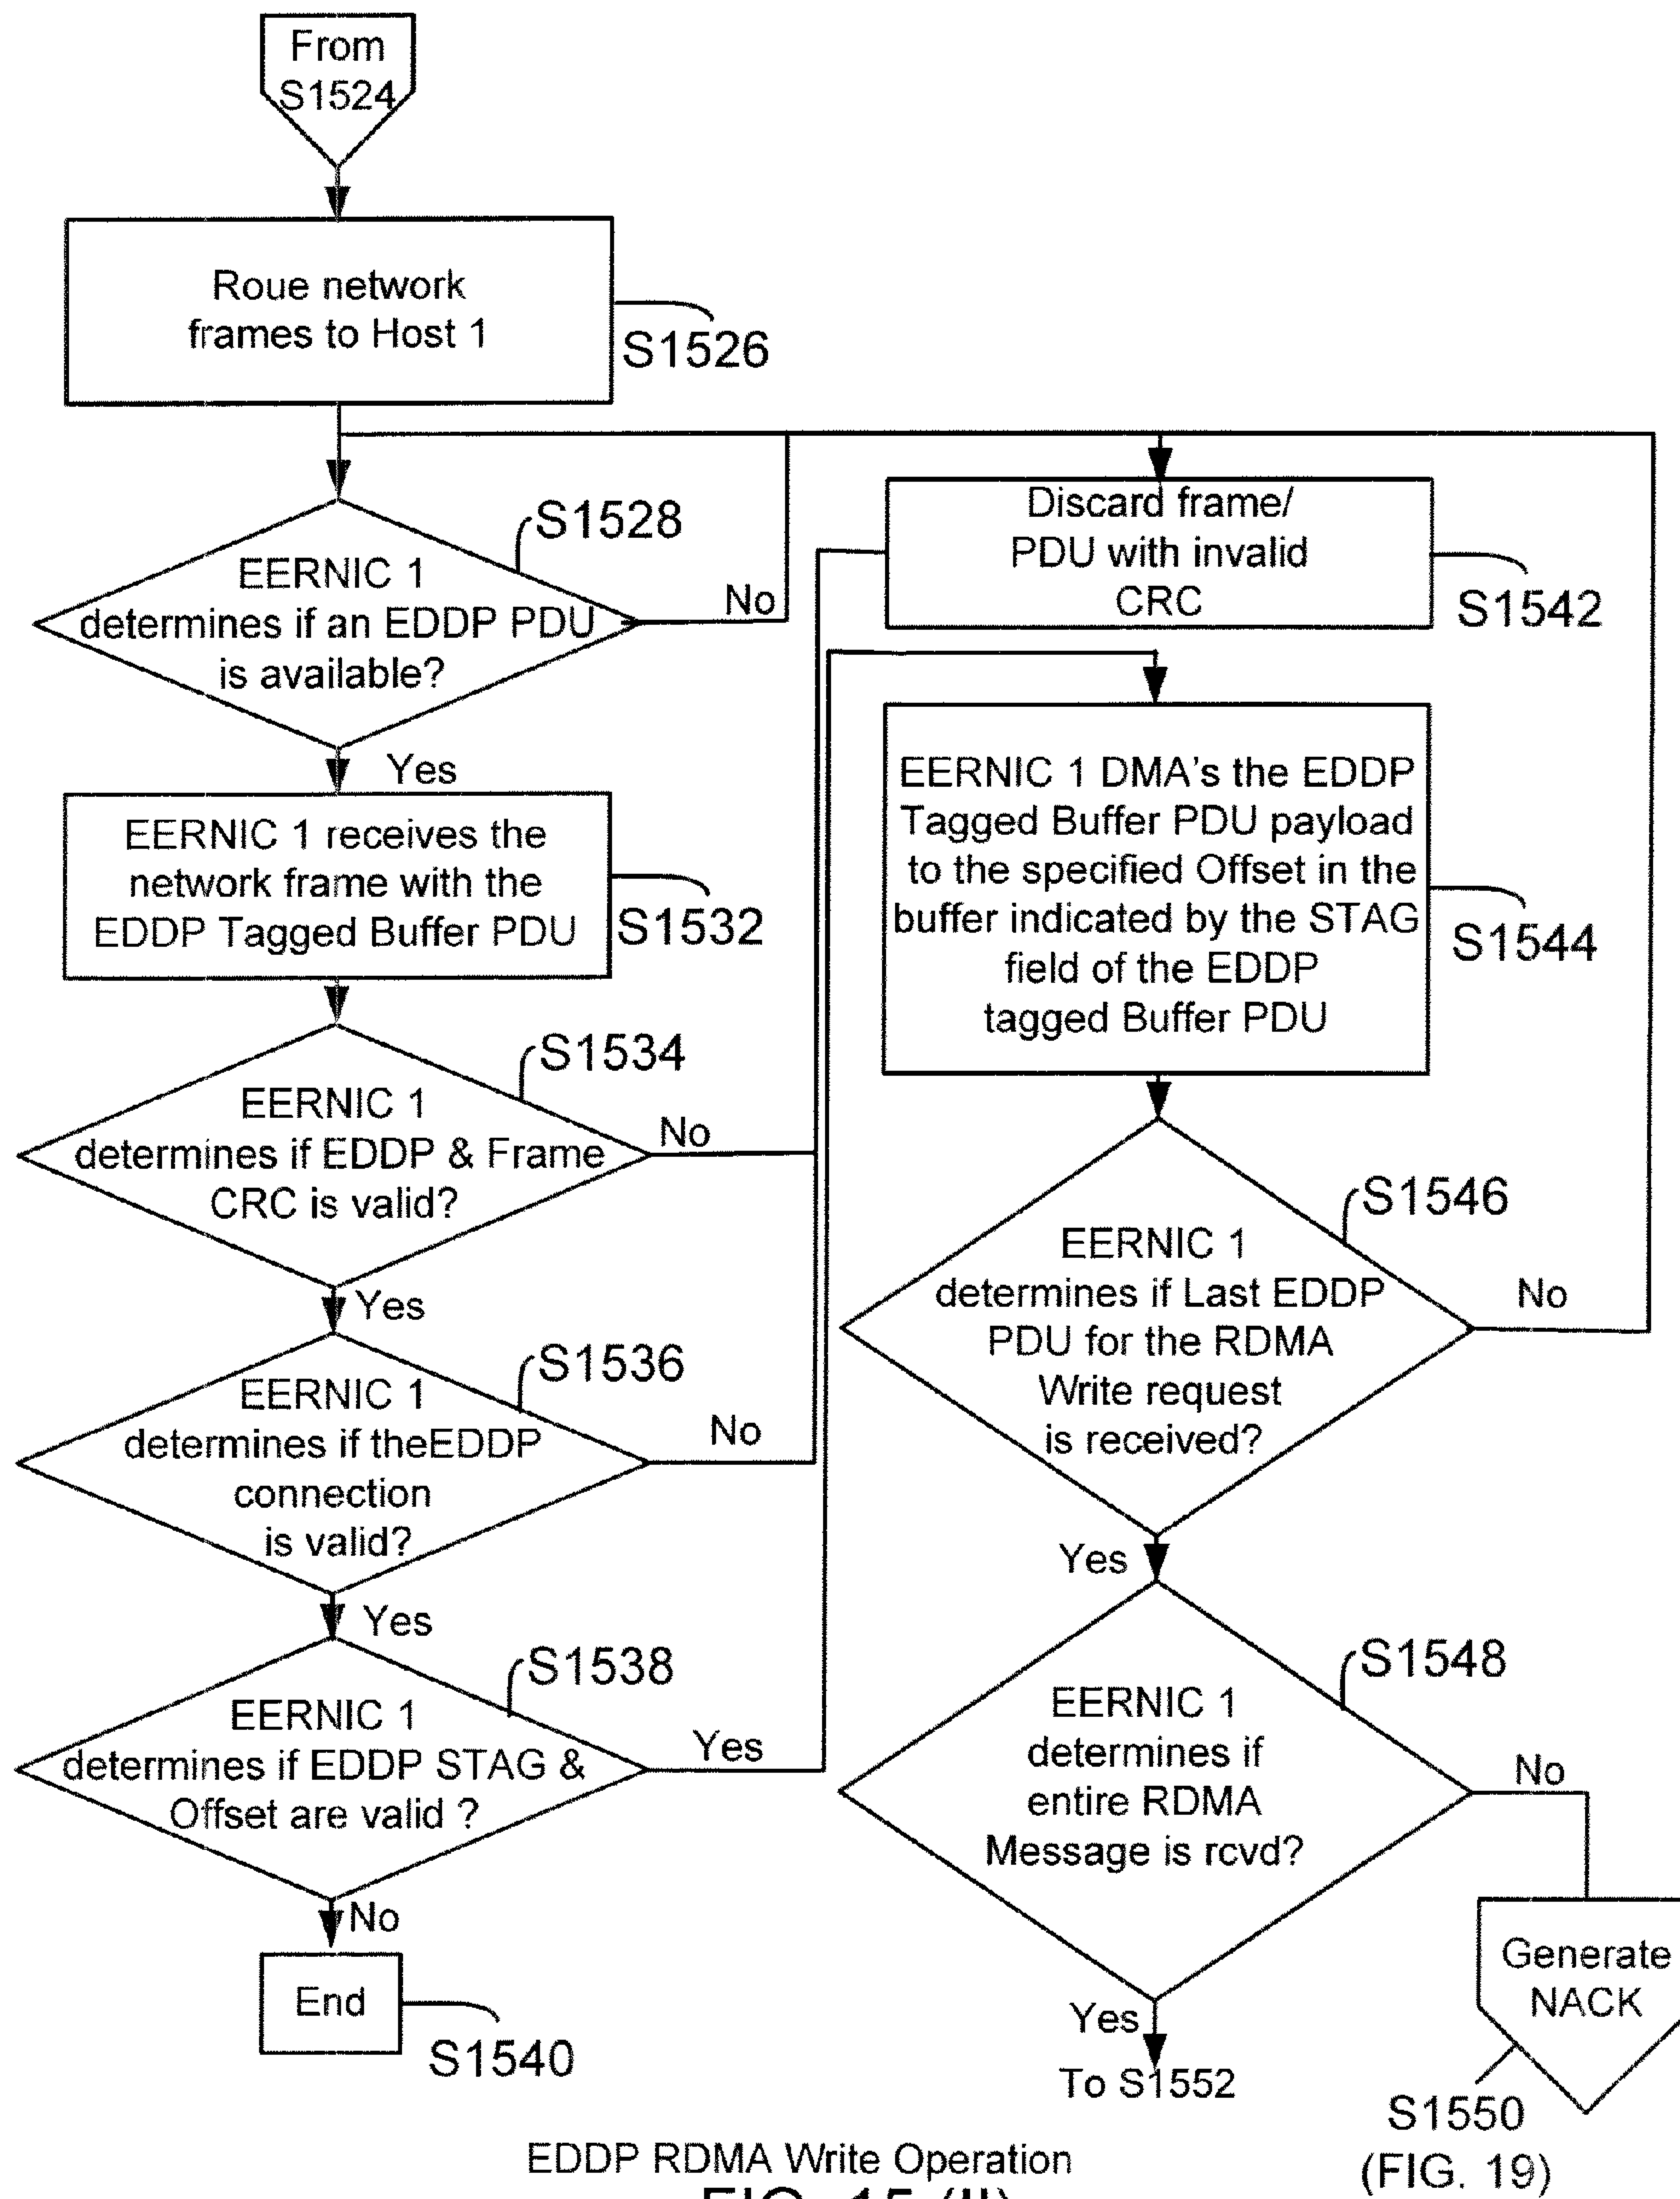 From
S1524
Roue network
frames to Host 1
S1526
S1528
EERNIC 1
determines if an EDDP PDU
is available?
No
Yes
EERNIC 1 receives the
network frame with the
EDDP Tagged Buffer PDU
S1532
S1534
EERNIC 1
determines if EDDP & Frame
CRC is valid?
No
Yes
S1536
EERNIC 1
determines if theEDDP
connection
is valid?
No
Yes
S1538
EERNIC 1
determines if EDDP STAG &
Offset are valid ?
Yes
No
End
S1540
Discard frame/
PDU with invalid
CRC
S1542
EERNIC 1 DMA's the EDDP
Tagged Buffer PDU payload
to the specified Offset in the
buffer indicated by the STAG
field of the EDDP
tagged Buffer PDU
S1544
S1546
EERNIC 1
determines if Last EDDP
PDU for the RDMA
Write request
is received?
No
Yes
S1548
EERNIC 1
determines if
entire RDMA
Message is rcvd?
No
Yes
To S1552
Generate
NACK
S1550
(FIG. 19)
EDDP RDMA Write Operation
FIG. 15 (II)